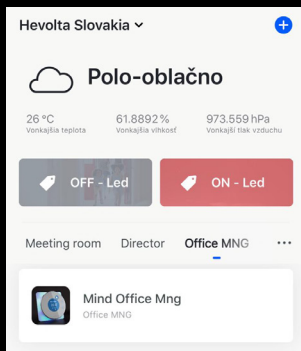 Hevolta Slovakia
Polo-oblačno
26 °C 61.8892 % 973.559 hPa
Vonkajšia teplota Vonkajšia vlhkosť Vonkajší tlak vzduchu
OFF - Led ON - Led
Meeting room Director Office MNG
Mind Office Mng
Office MNG